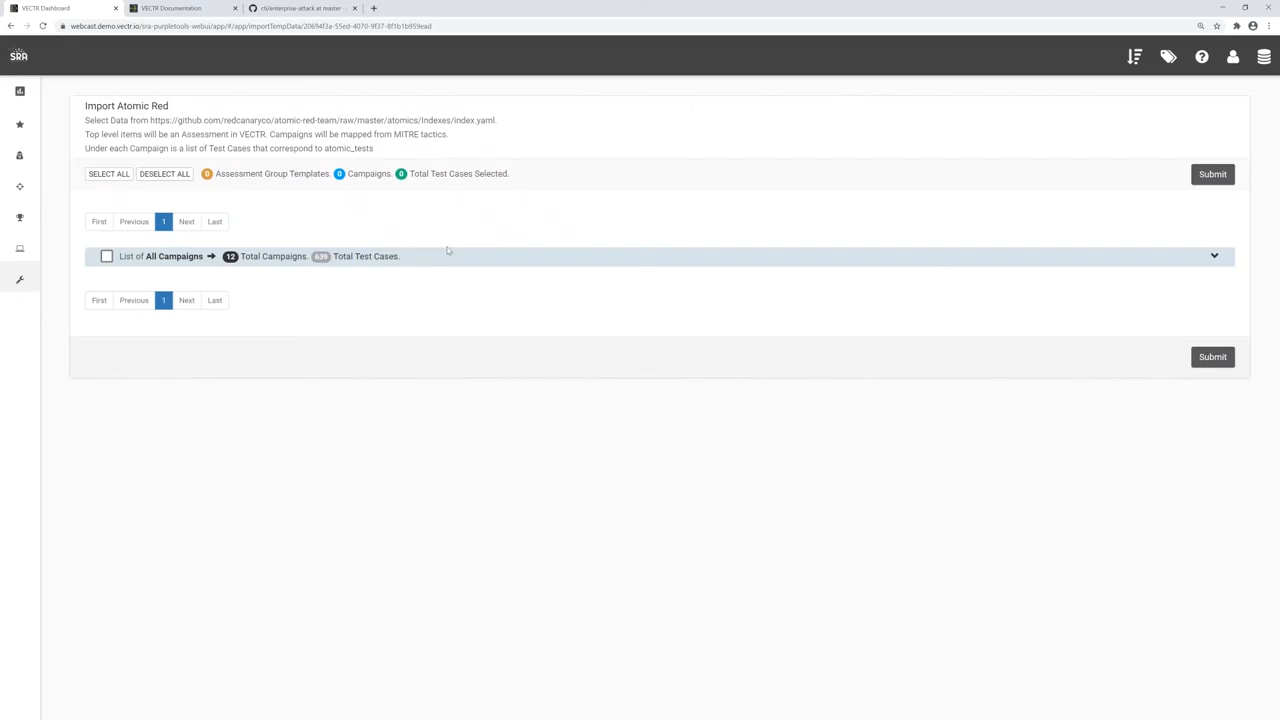 VECTR Dashboard
VECTR Documentation
cti/enterprise-attack at master
webcast.demo.vectr.io/sra-purpletools-webui/app/#/app/importTempData/20694f3a-55ed-4070-9f37-8f1b1b959ead
SRA
Import Atomic Red
Select Data from https://github.com/redcanaryco/atomic-red-team/raw/master/atomics/Indexes/index.yaml.
Top level items will be an Assessment in VECTR. Campaigns will be mapped from MITRE tactics.
Under each Campaign is a list of Test Cases that correspond to atomic_tests
SELECT ALL DESELECT ALL 0 Assessment Group Templates. 0 Campaigns. 0 Total Test Cases Selected. Submit
First Previous 1 Next Last
List of All Campaigns 12 Total Campaigns. 639 Total Test Cases.
First Previous 1 Next Last
Submit